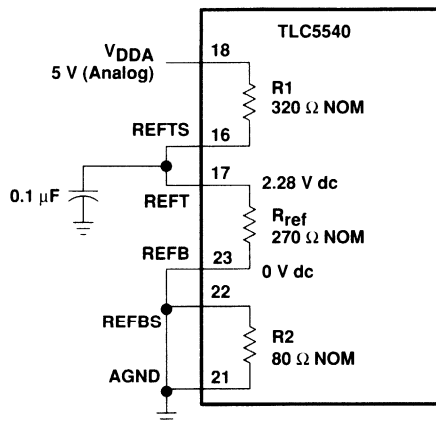 TLC5540
VDDA
5 V (Analog)
18
R1
320 Ω NOM
REFTS
16
17
2.28 V dc
0.1 μF
REFT
Rref
270 Ω NOM
REFB
23
0 V dc
22
REFBS
R2
80 Ω NOM
AGND
21